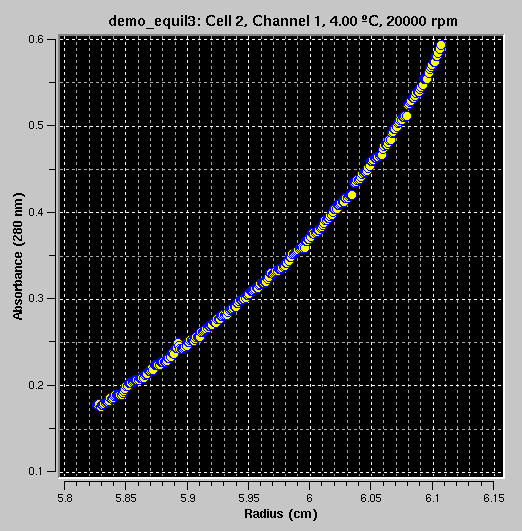 demo_equil3: Cell 2, Channel 1, 4.00 ºC, 20000 rpm
Absorbance (280 nm)
0.6
0.5
0.4
0.3
0.2
0.1
5.8 5.85 5.9 5.95 6 6.05 6.1 6.15
Radius (cm)